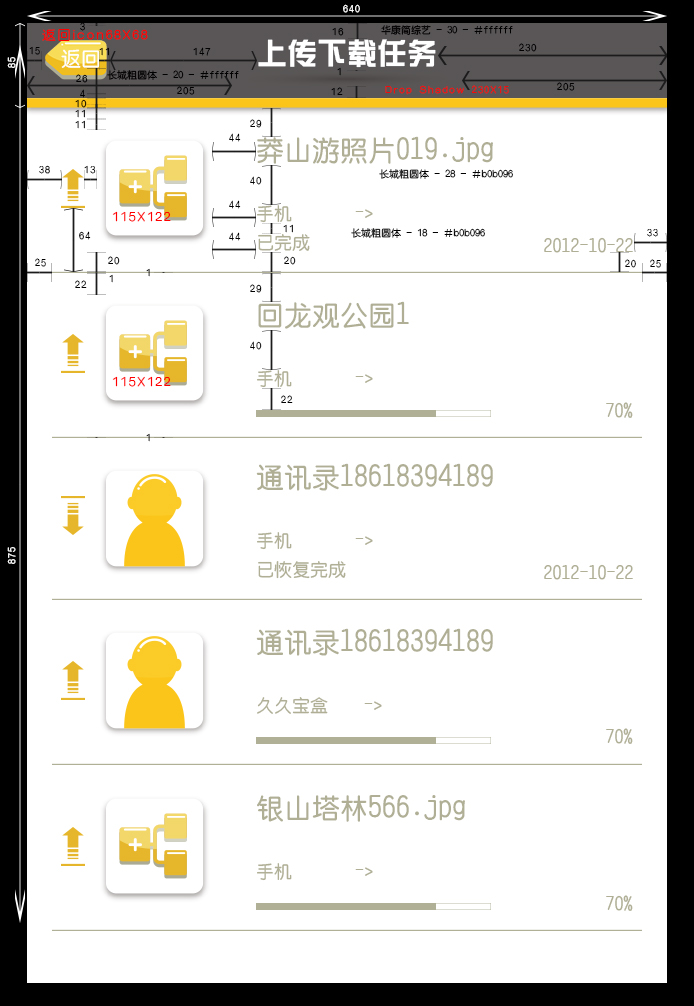 640
3
返回icon68X68
16
华康简综艺 - 30 - #ffffff
85
15
返回
11
147
上传下载任务
230
26
长城粗圆体 - 20 - #ffffff
1
205
4
12
Drop Shadow 230X15
205
10
11
11
29
44
莽山游照片019.jpg
38
13
40
长城粗圆体 - 28 - #b0b096
115X122
44
手机 ->
64
44
11
长城粗圆体 - 18 - #b0b096
33
已完成
2012-10-22
25
20
20
20
25
1
1
22
29
回龙观公园1
40
115X122
手机 ->
22
70%
1
通讯录18618394189
手机 ->
875
已恢复完成
2012-10-22
通讯录18618394189
久久宝盒 ->
70%
银山塔林566.jpg
手机 ->
70%